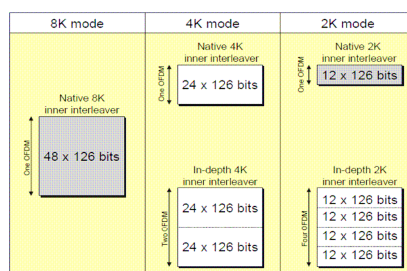 8K mode
4K mode
2K mode
Native 8K
inner interleaver
One OFDM
48 x 126 bits
Native 4K
inner interleaver
One OFDM
24 x 126 bits
In-depth 4K
inner interleaver
Two OFDM
24 x 126 bits
24 x 126 bits
Native 2K
inner interleaver
One OFDM
12 x 126 bits
In-depth 2K
inner interleaver
Four OFDM
12 x 126 bits
12 x 126 bits
12 x 126 bits
12 x 126 bits